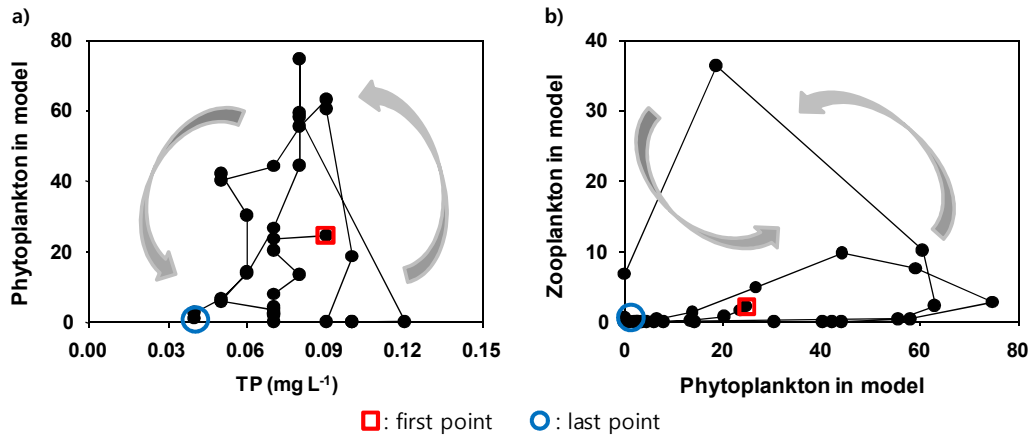 a)
Phytoplankton in model
80
60
40
20
0
0.00 0.03 0.06 0.09 0.12 0.15
TP (mg L⁻¹)
b)
Zooplankton in model
40
30
20
10
0
0 20 40 60 80
Phytoplankton in model
: first point : last point